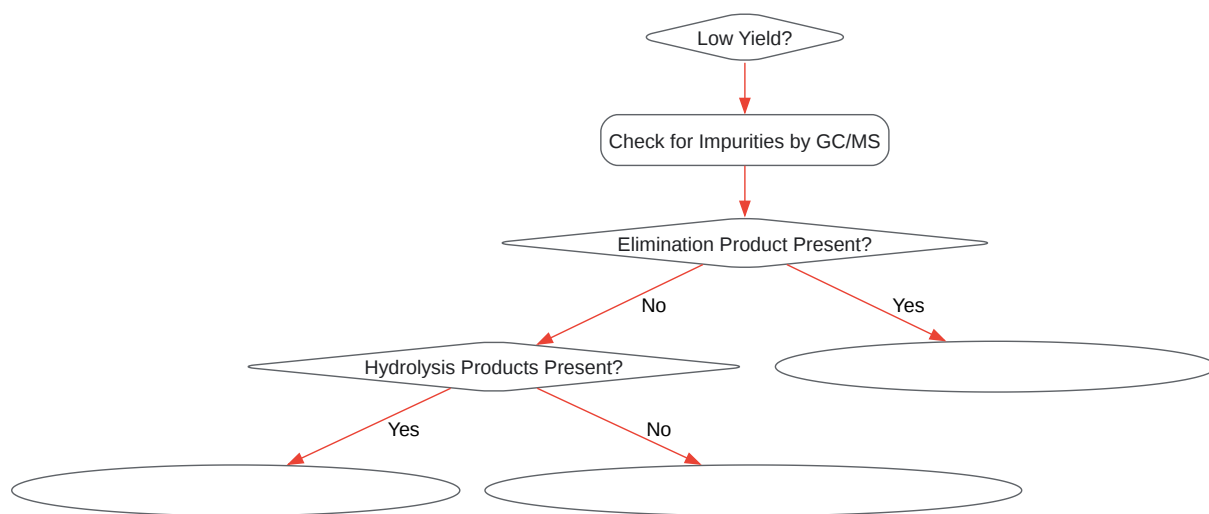 Low Yield?
Check for Impurities by GC/MS
Elimination Product Present?
No
Yes
Hydrolysis Products Present?
Yes
No